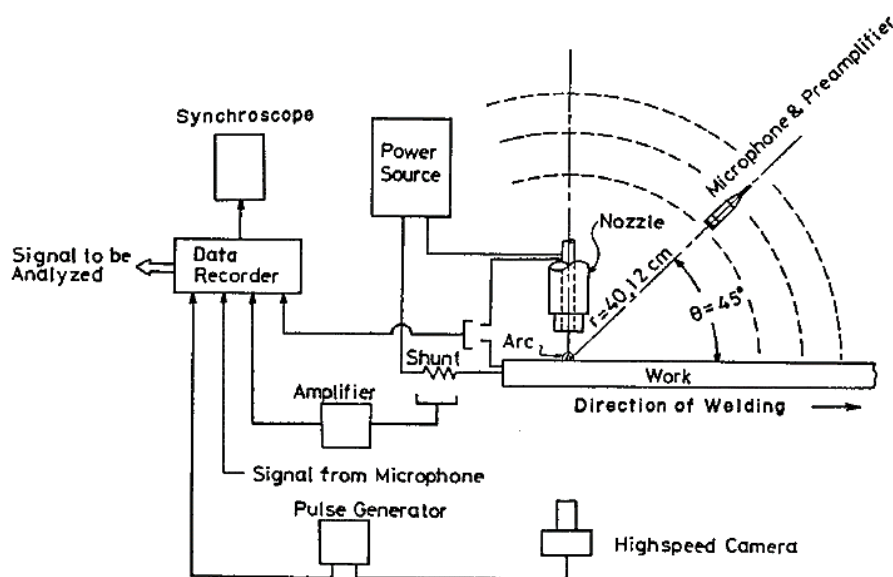 Microphone & Preamplifier
Synchroscope
Power
Source
Nozzle
Signal to be
Analyzed
Data
Recorder
r=40,12 cm
θ=45°
Arc
Shunt
Work
Amplifier
Direction of Welding
Signal from Microphone
Pulse Generator
Highspeed Camera